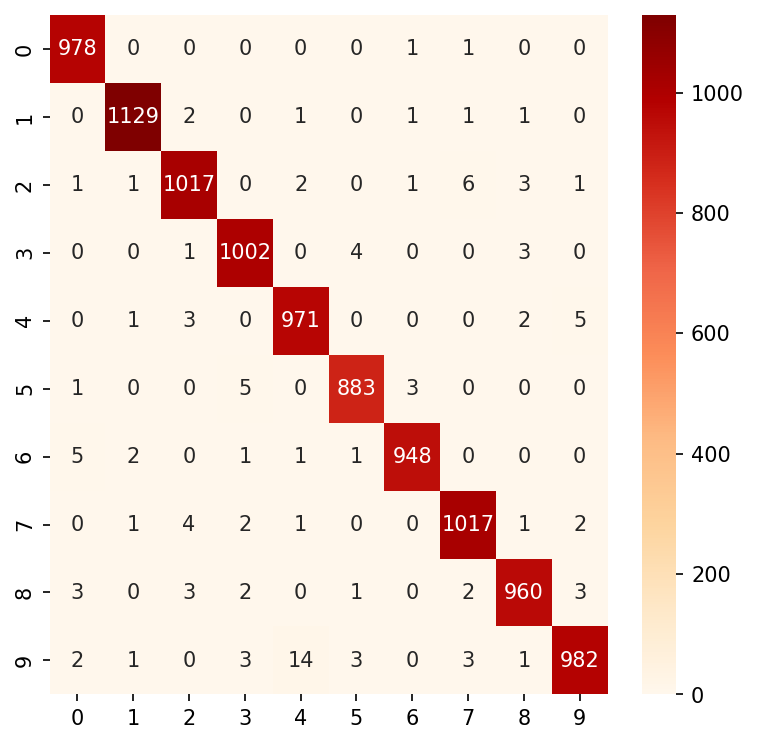 0 978 0 0 0 0 0 1 1 0 0
1 0 1129 2 0 1 0 1 1 1 0
1000
2 1 1 1017 0 2 0 1 6 3 1
800
3 0 0 1 1002 0 4 0 0 3 0
4 0 1 3 0 971 0 0 0 2 5
600
5 1 0 0 5 0 883 3 0 0 0
400
6 5 2 0 1 1 1 948 0 0 0
7 0 1 4 2 1 0 0 1017 1 2
200
8 3 0 3 2 0 1 0 2 960 3
9 2 1 0 3 14 3 0 3 1 982
0
0 1 2 3 4 5 6 7 8 9